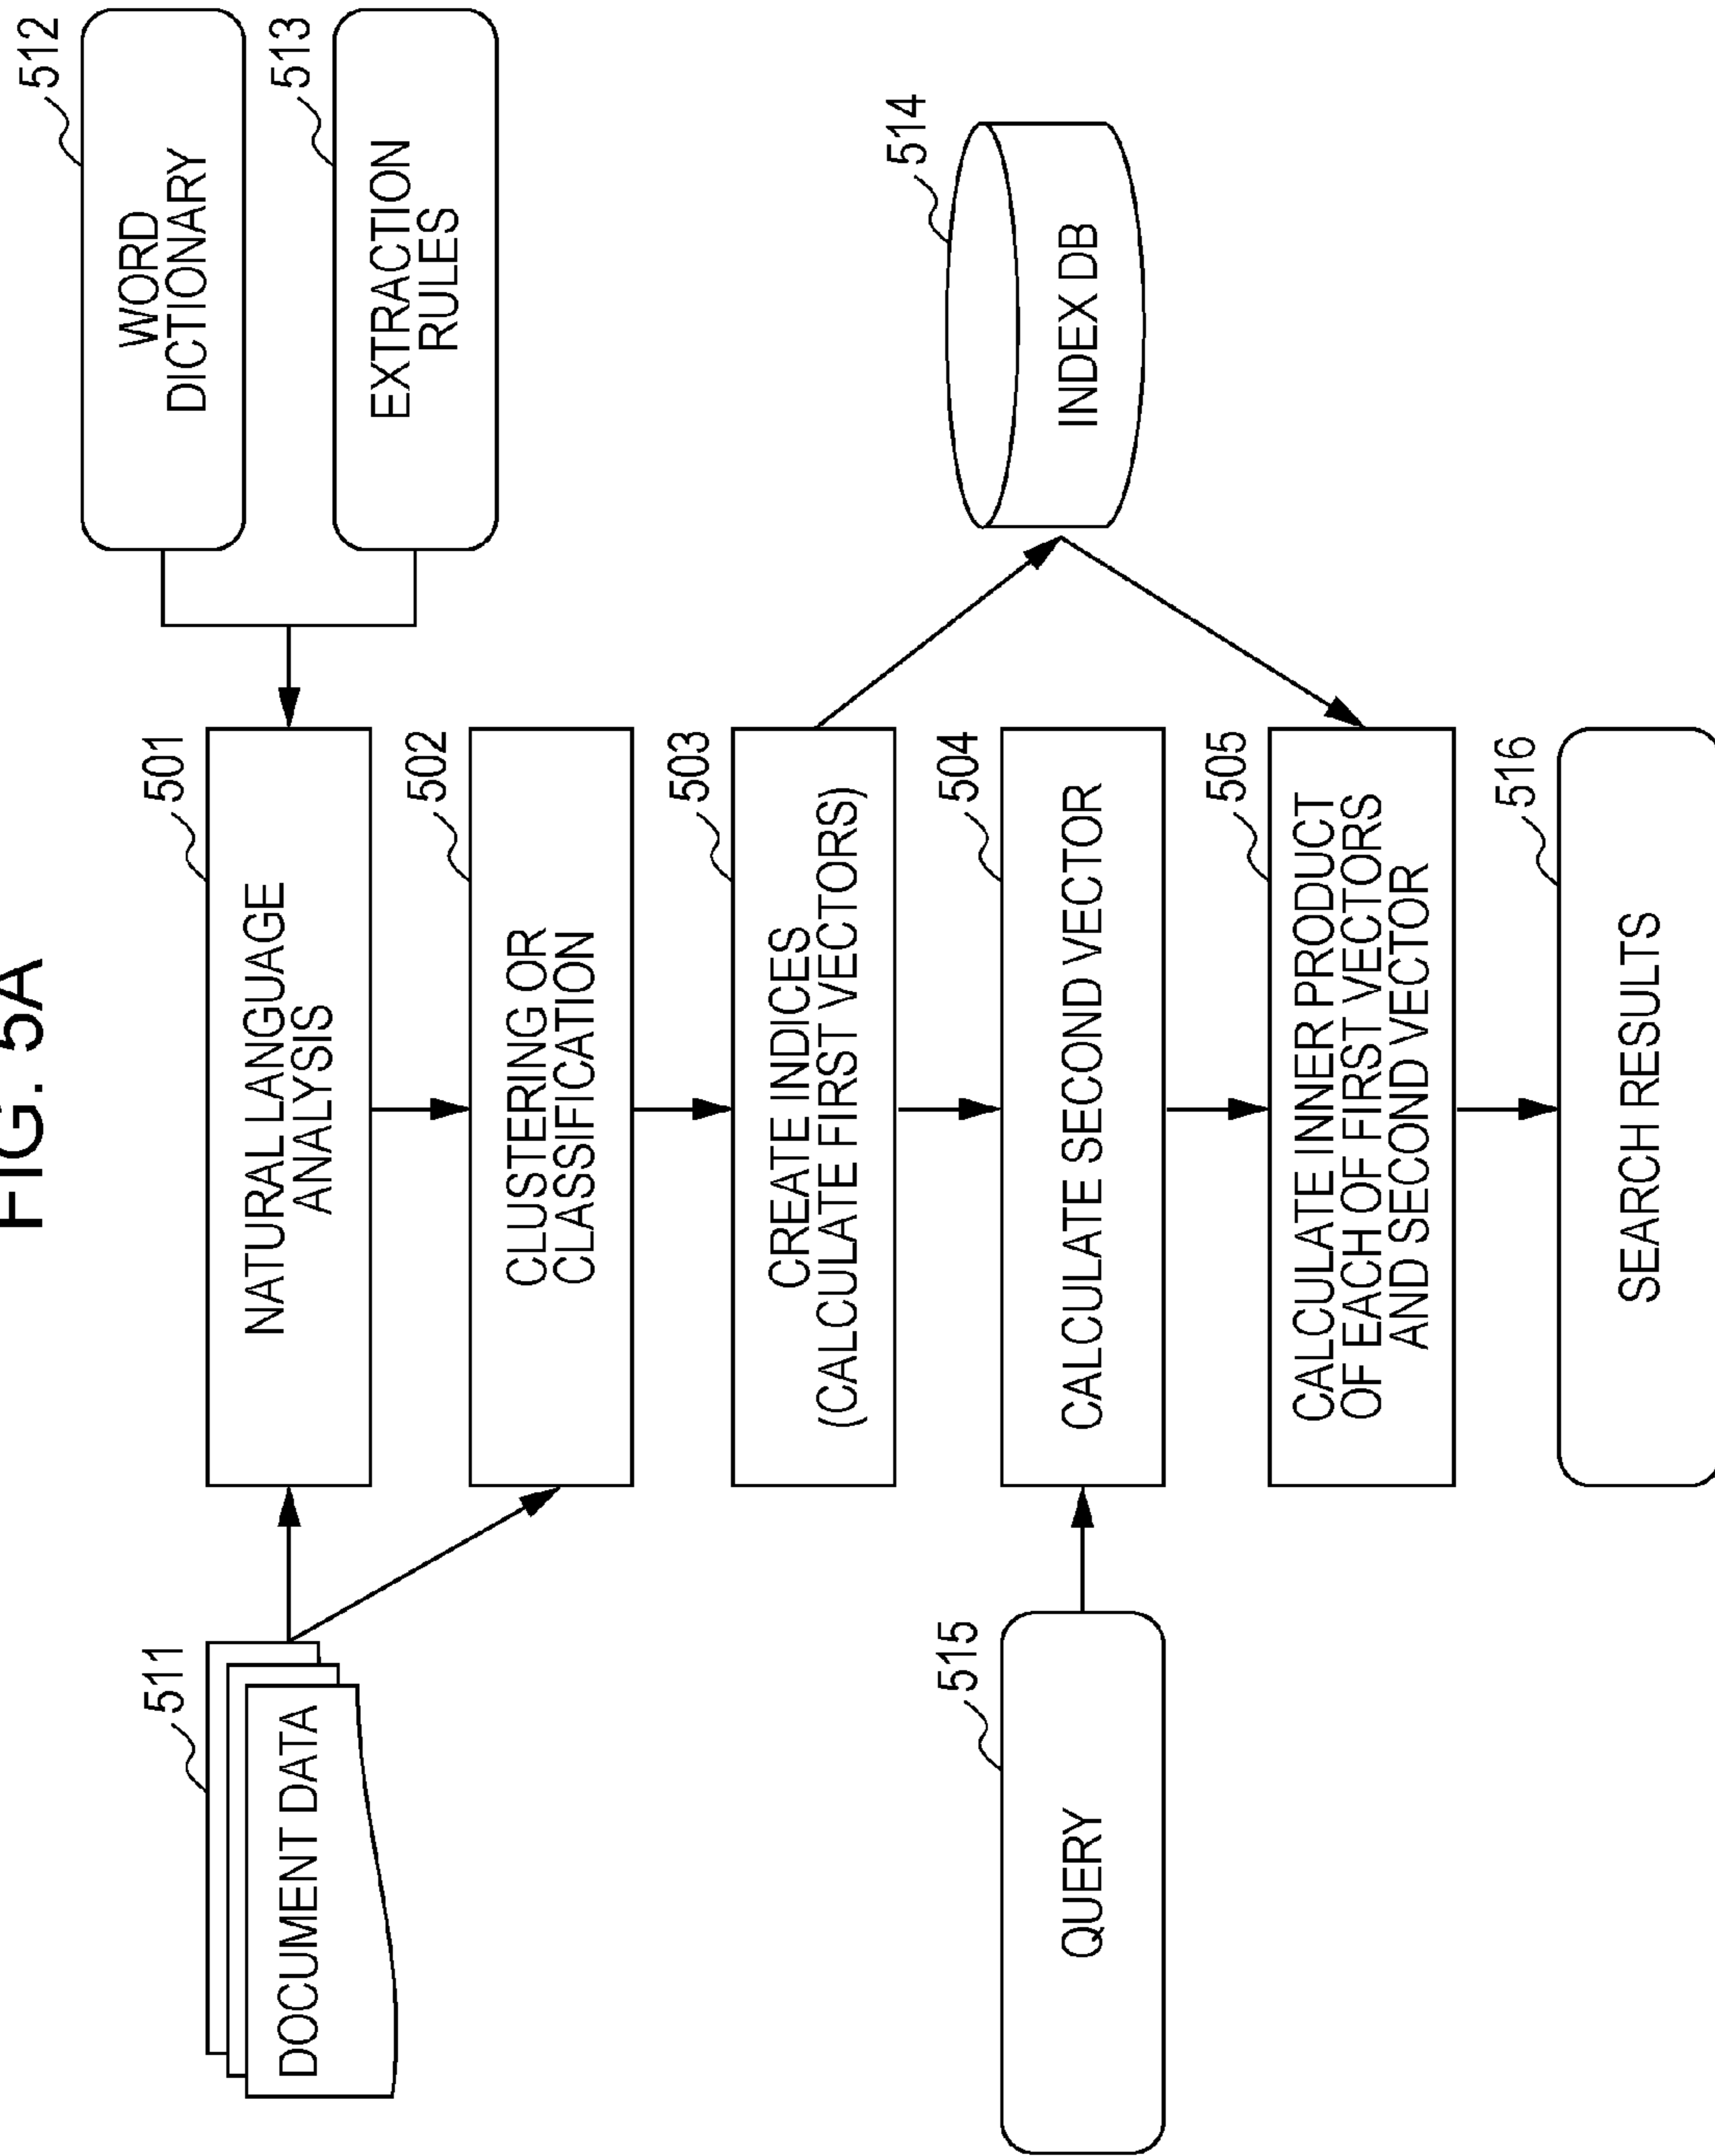 FIG. 5A
511
DOCUMENT DATA
501
NATURAL LANGUAGE
ANALYSIS
512
WORD
DICTIONARY
513
EXTRACTION
RULES
502
CLUSTERING OR
CLASSIFICATION
503
CREATE INDICES
(CALCULATE FIRST VECTORS)
514
INDEX DB
515
QUERY
504
CALCULATE SECOND VECTOR
505
CALCULATE INNER PRODUCT
OF EACH OF FIRST VECTORS
AND SECOND VECTOR
516
SEARCH RESULTS